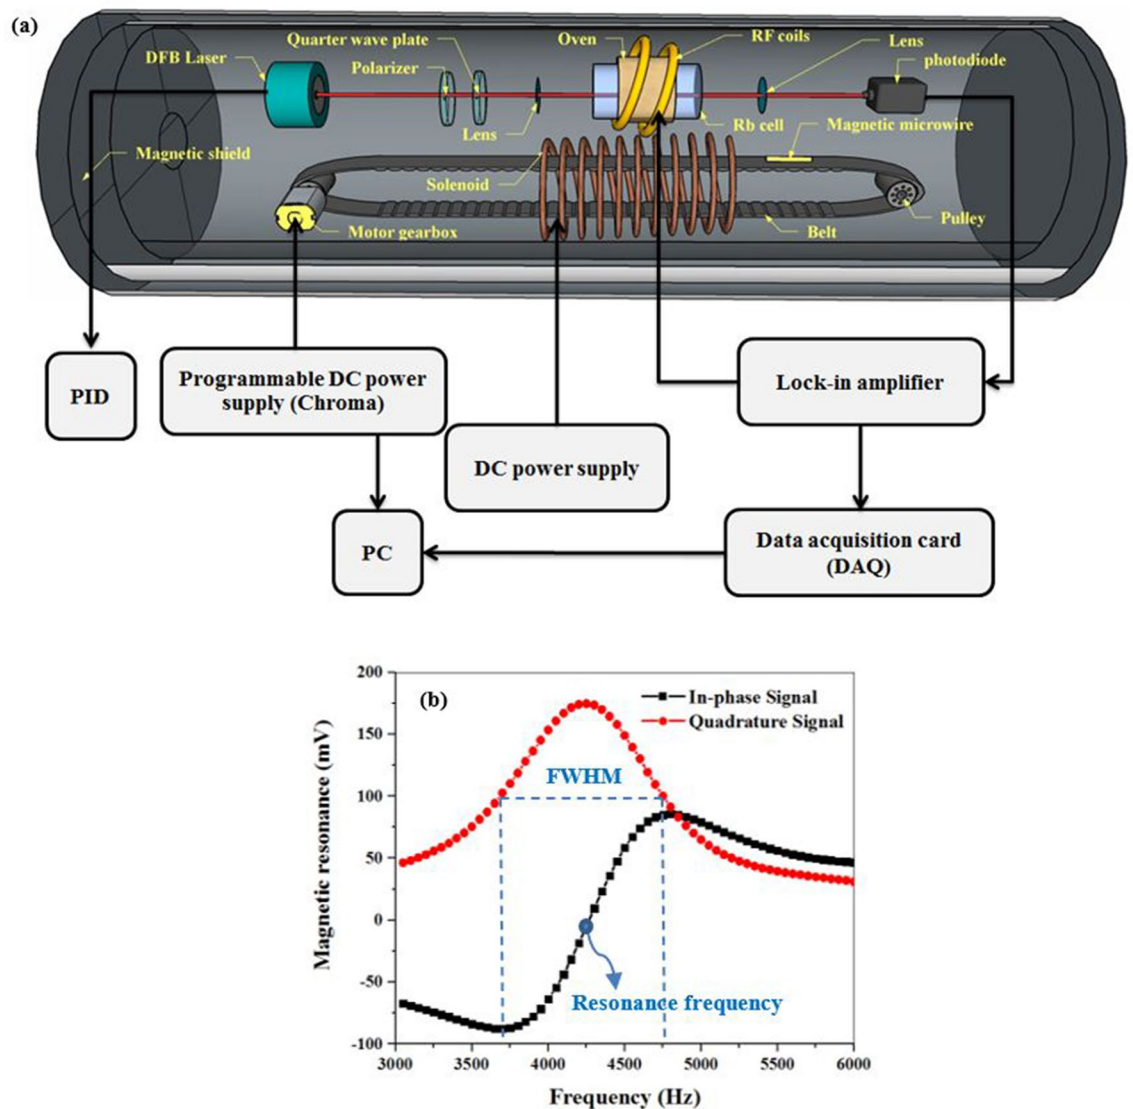 (a)
DFB Laser
Quarter wave plate
Polarizer
Oven
RF coils
Lens
photodiode
Magnetic shield
Lens
Rb cell
Magnetic microwire
Solenoid
Motor gearbox
Belt
Pulley
PID
Programmable DC power
supply (Chroma)
DC power supply
Lock-in amplifier
PC
Data acquisition card
(DAQ)
(b)
In-phase Signal
Quadrature Signal
FWHM
Resonance frequency
Magnetic resonance (mV)
200
150
100
50
0
-50
-100
3000 3500 4000 4500 5000 5500 6000
Frequency (Hz)